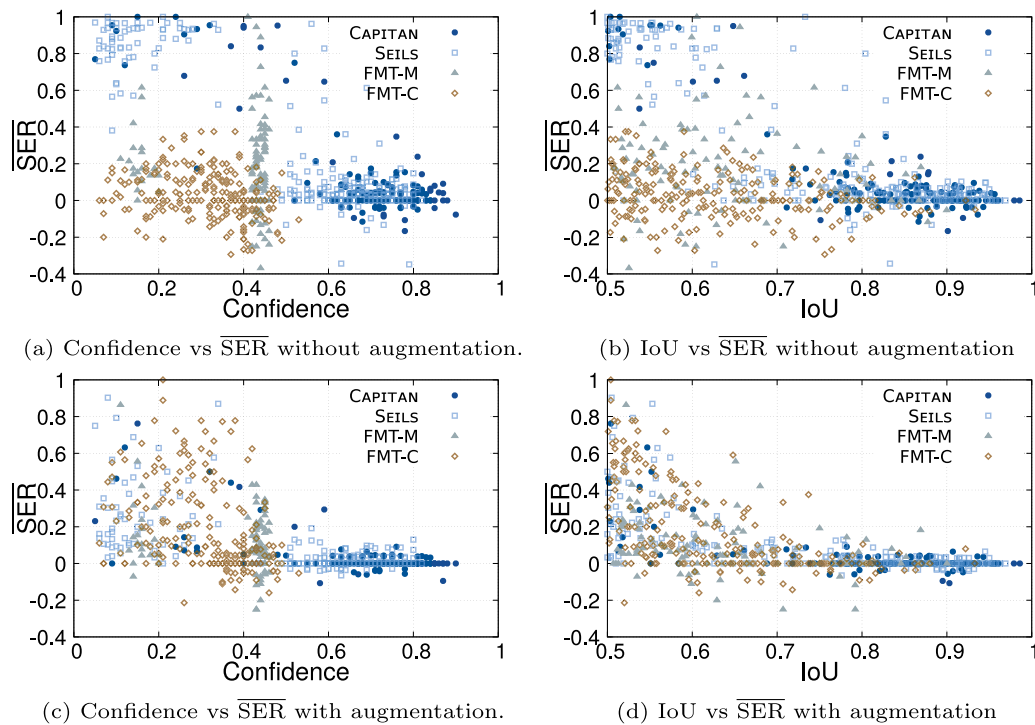 1
0.8
0.6
0.4
0.2
0
-0.2
-0.4
SER
0 0.2 0.4 0.6 0.8 1
Confidence
CAPITAN
SEILS
FMT-M
FMT-C
(a) Confidence vs SER without augmentation.
1
0.8
0.6
0.4
0.2
0
-0.2
-0.4
SER
0.5 0.6 0.7 0.8 0.9 1
IoU
CAPITAN
SEILS
FMT-M
FMT-C
(b) IoU vs SER without augmentation
1
0.8
0.6
0.4
0.2
0
-0.2
-0.4
SER
0 0.2 0.4 0.6 0.8 1
Confidence
CAPITAN
SEILS
FMT-M
FMT-C
(c) Confidence vs SER with augmentation.
1
0.8
0.6
0.4
0.2
0
-0.2
-0.4
SER
0.5 0.6 0.7 0.8 0.9 1
IoU
CAPITAN
SEILS
FMT-M
FMT-C
(d) IoU vs SER with augmentation